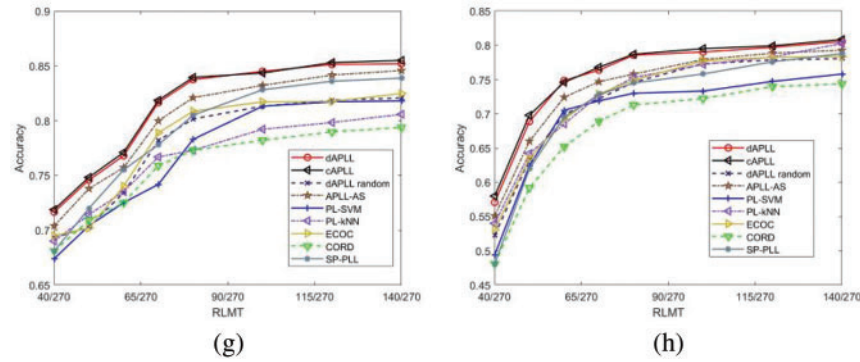 0.9
0.85
0.8
0.75
0.7
0.65
Accuracy
40/270
65/270
90/270
115/270
140/270
RLMT
dAPLL
cAPLL
dAPLL random
APLL-AS
PL-SVM
PL-kNN
ECOC
CORD
SP-PLL
(g)
0.85
0.8
0.75
0.7
0.65
0.6
0.55
0.5
0.45
Accuracy
40/270
65/270
90/270
115/270
140/270
RLMT
dAPLL
cAPLL
dAPLL random
APLL-AS
PL-SVM
PL-kNN
ECOC
CORD
SP-PLL
(h)